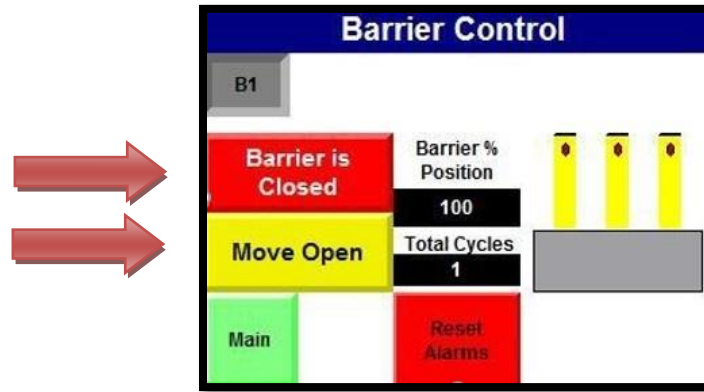 Barrier Control
B1
Barrier is
Closed
Barrier %
Position
100
Move Open
Total Cycles
1
Main
Reset
Alarms